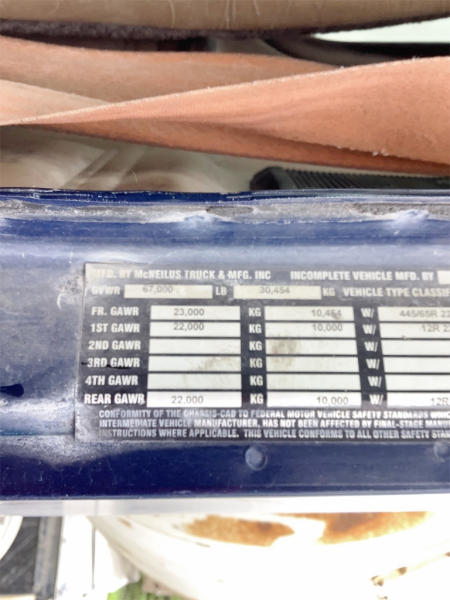 MFD. BY McNEILUS TRUCK & MFG. INC INCOMPLETE VEHICLE MFD. BY
GVWR 67,000 LB 30,454 KG VEHICLE TYPE CLASSIF
FR. GAWR 23,000 KG 10,454 W/ 445/65R 22
1ST GAWR 22,000 KG 10,000 W/ 12R 22
2ND GAWR KG W/
3RD GAWR KG W/
4TH GAWR KG W/
REAR GAWR 22,000 KG 10,000 W/ 12R
CONFORMITY OF THE CHASSIS-CAB TO FEDERAL MOTOR VEHICLE SAFETY STANDARDS WHICH
INTERMEDIATE VEHICLE MANUFACTURER, HAS NOT BEEN AFFECTED BY FINAL-STAGE MAN
INSTRUCTIONS WHERE APPLICABLE. THIS VEHICLE CONFORMS TO ALL OTHER SAFETY STA